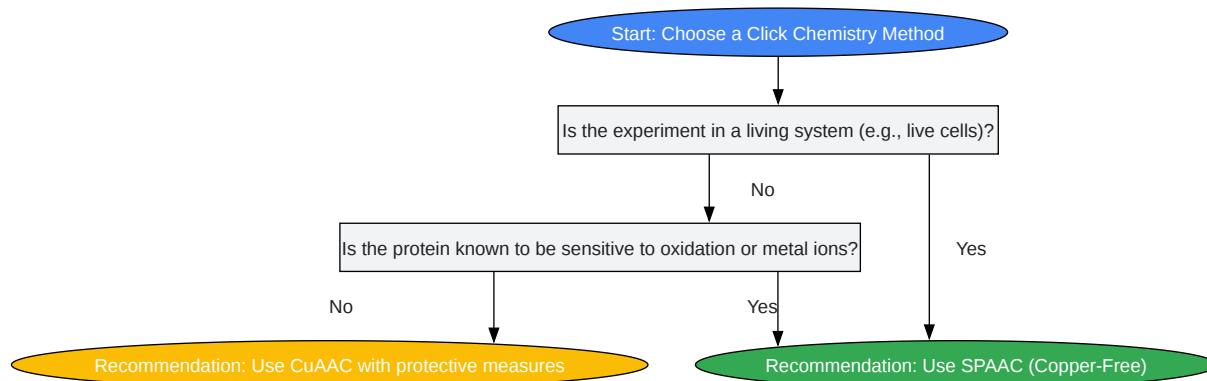 Start: Choose a Click Chemistry Method
Is the experiment in a living system (e.g., live cells)?
No
Is the protein known to be sensitive to oxidation or metal ions?
Yes
No
Yes
Recommendation: Use CuAAC with protective measures
Recommendation: Use SPAAC (Copper-Free)